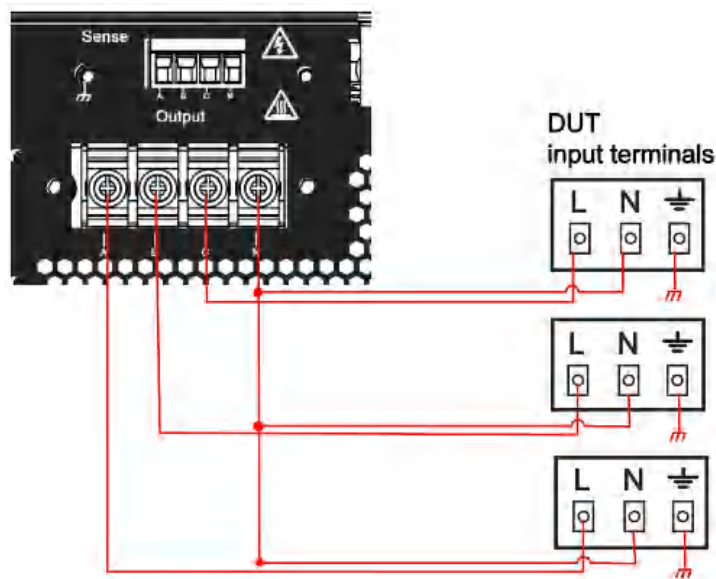 Sense
A B C N
Output
A B C N
DUT
input terminals
L N
L N
L N